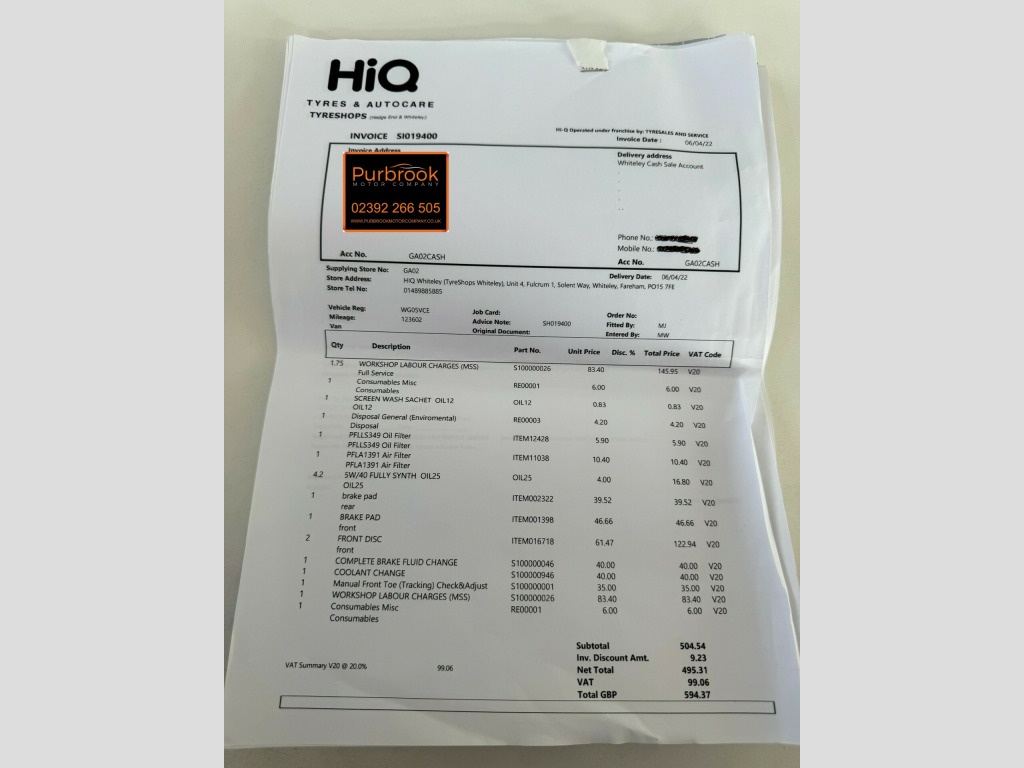 HiQ
TYRES & AUTOCARE
TYRESHOPS (Hedge End & Whiteley)
Hi-Q Operated under franchise by: TYRESALES AND SERVICE
INVOICE SI019400
Invoice Date : 06/04/22
Invoice Address
Delivery address
Whiteley Cash Sale Account
Purbrook
MOTOR COMPANY
02392 266 505
WWW.PURBROOKMOTORCOMPANY.CO.UK
Phone No.:
Mobile No.:
Acc No. GA02CASH
Acc No. GA02CASH
Supplying Store No: GA02
Delivery Date: 06/04/22
Store Address: HIQ Whiteley (TyreShops Whiteley), Unit 4, Fulcrum 1, Solent Way, Whiteley, Fareham, PO15 7FE
Store Tel No: 01489885885
Vehicle Reg: WG05VCE Job Card: Order No:
Mileage: 123602 Advice Note: SH019400 Fitted By: MJ
Van Original Document: Entered By: MW
Qty Description Part No. Unit Price Disc. % Total Price VAT Code
1.75 WORKSHOP LABOUR CHARGES (MSS) S100000026 83.40 145.95 V20
Full Service
1 Consumables Misc RE00001 6.00 6.00 V20
Consumables
1 SCREEN WASH SACHET OIL12 OIL12 0.83 0.83 V20
OIL12
1 Disposal General (Enviromental) RE00003 4.20 4.20 V20
Disposal
1 PFLLS349 Oil Filter ITEM12428 5.90 5.90 V20
PFLLS349 Oil Filter
1 PFLA1391 Air Filter ITEM11038 10.40 10.40 V20
PFLA1391 Air Filter
4.2 5W/40 FULLY SYNTH OIL25 OIL25 4.00 16.80 V20
OIL25
1 brake pad ITEM002322 39.52 39.52 V20
rear
1 BRAKE PAD ITEM001398 46.66 46.66 V20
front
2 FRONT DISC ITEM016718 61.47 122.94 V20
front
1 COMPLETE BRAKE FLUID CHANGE S100000046 40.00 40.00 V20
1 COOLANT CHANGE S100000946 40.00 40.00 V20
1 Manual Front Toe (Tracking) Check&Adjust S100000001 35.00 35.00 V20
1 WORKSHOP LABOUR CHARGES (MSS) S100000026 83.40 83.40 V20
1 Consumables Misc RE00001 6.00 6.00 V20
Consumables
Subtotal 504.54
Inv. Discount Amt. 9.23
VAT Summary V20 @ 20.0% 99.06
Net Total 495.31
VAT 99.06
Total GBP 594.37